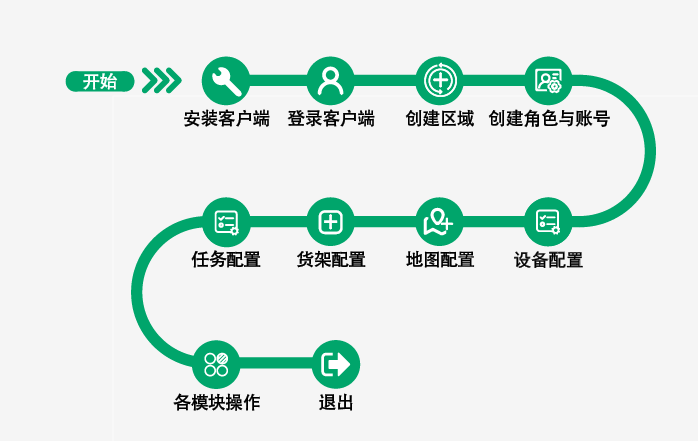 开始
安装客户端
登录客户端
创建区域
创建角色与账号
设备配置
地图配置
货架配置
任务配置
各模块操作
退出